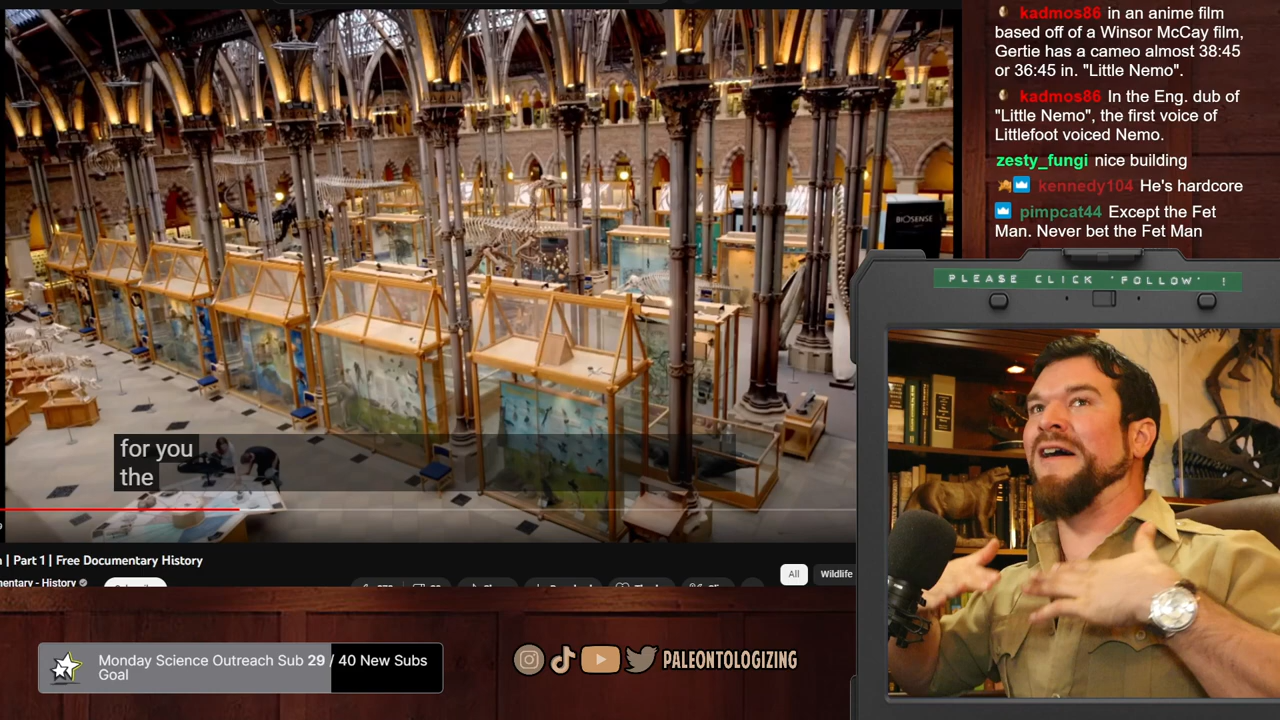 kadmos86 in an anime film
based off of a Winsor McCay film,
Gertie has a cameo almost 38:45
or 36:45 in. "Little Nemo".
kadmos86 In the Eng. dub of
"Little Nemo", the first voice of
Littlefoot voiced Nemo.
zesty_fungi nice building
kennedy104 He's hardcore
pimpcat44 Except the Fet
Man. Never bet the Fet Man
BIOSENSE
PLEASE CLICK 'FOLLOW' !
for you
the
| Part 1 | Free Documentary History
mentary - History
All
Wildlife
Monday Science Outreach Sub 29 / 40 New Subs
Goal
PALEONTOLOGIZING